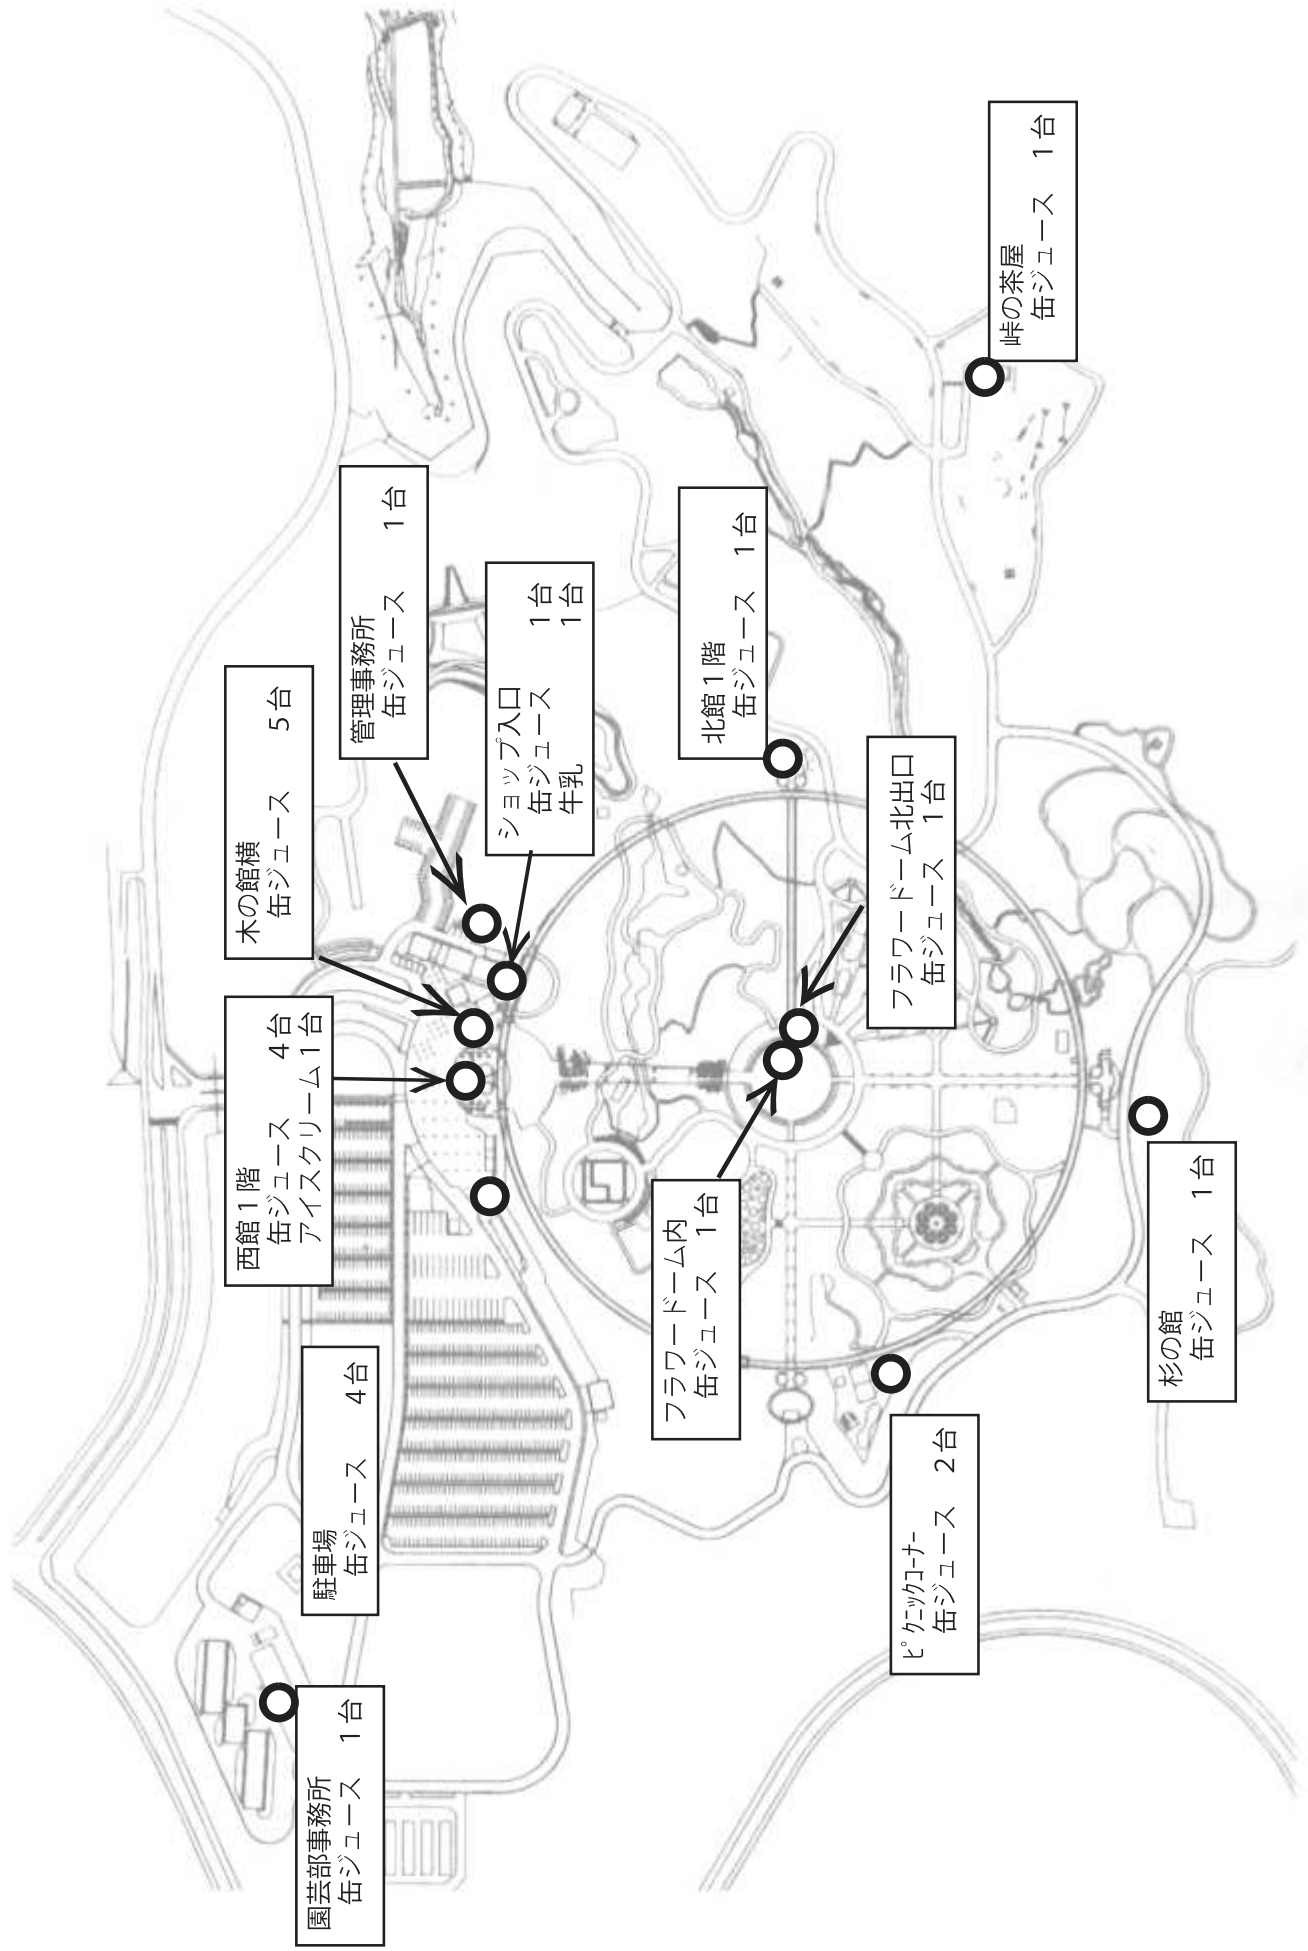 園芸部事務所
缶ジュース　1台
駐車場
缶ジュース　4台
西館1階
缶ジュース　4台
アイスクリーム1台
木の館横
缶ジュース　5台
管理事務所
缶ジュース　1台
ショップ入口
缶ジュース　1台
牛乳　1台
北館1階
缶ジュース　1台
フラワードーム北出口
缶ジュース　1台
フラワードーム内
缶ジュース　1台
ﾋﾟｸﾆｯｸｺｰﾅｰ
缶ジュース　2台
杉の館
缶ジュース　1台
峠の茶屋
缶ジュース　1台